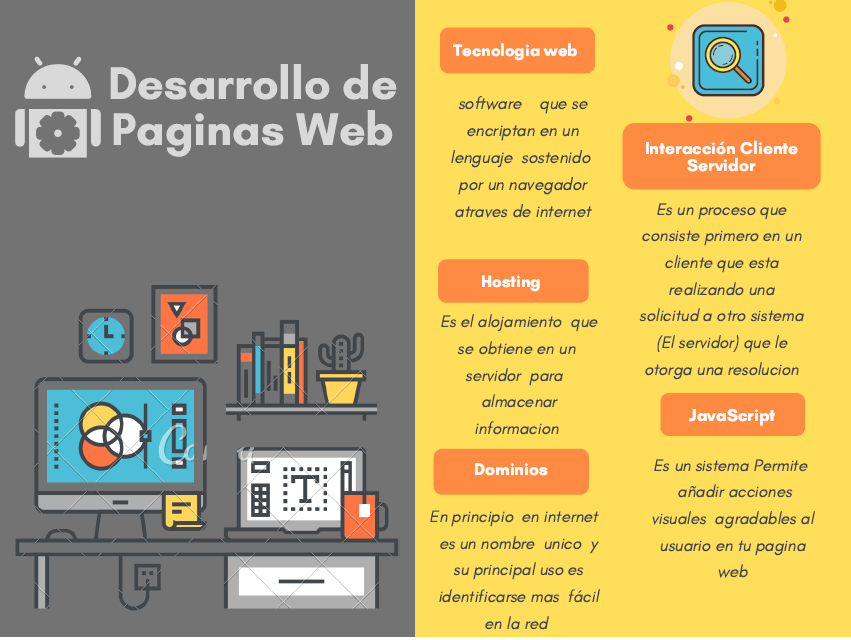 Desarrollo de
Paginas Web
Canva
T
Tecnologia web
software que se
encriptan en un
lenguaje sostenido
por un navegador
atraves de internet
Hosting
Es el alojamiento que
se obtiene en un
servidor para
almacenar
informacion
Dominios
En principio en internet
es un nombre unico y
su principal uso es
identificarse mas fácil
en la red
Interacción Cliente
Servidor
Es un proceso que
consiste primero en un
cliente que esta
realizando una
solicitud a otro sistema
(El servidor) que le
otorga una resolucion
JavaScript
Es un sistema Permite
añadir acciones
visuales agradables al
usuario en tu pagina
web